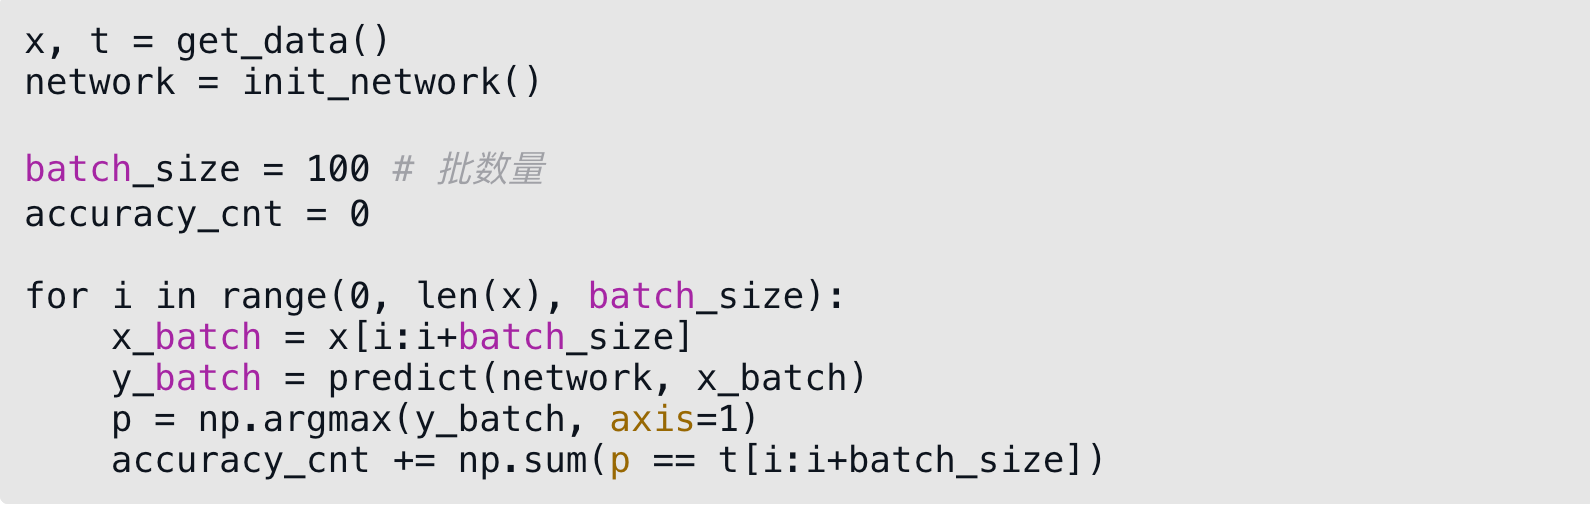 x, t = get_data()
network = init_network()
batch_size = 100 # 批数量
accuracy_cnt = 0
for i in range(0, len(x), batch_size):
    x_batch = x[i:i+batch_size]
    y_batch = predict(network, x_batch)
    p = np.argmax(y_batch, axis=1)
    accuracy_cnt += np.sum(p == t[i:i+batch_size])